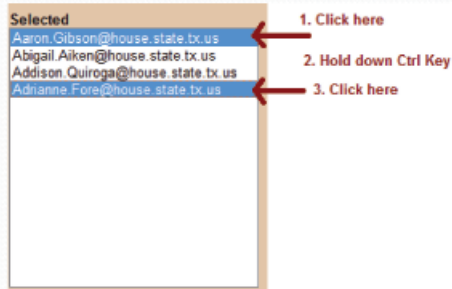 Selected
Aaron.Gibson@house.state.tx.us
Abigail.Aiken@house.state.tx.us
Addison.Quiroga@house.state.tx.us
Adrianne.Fore@house.state.tx.us
1. Click here
2. Hold down Ctrl Key
3. Click here